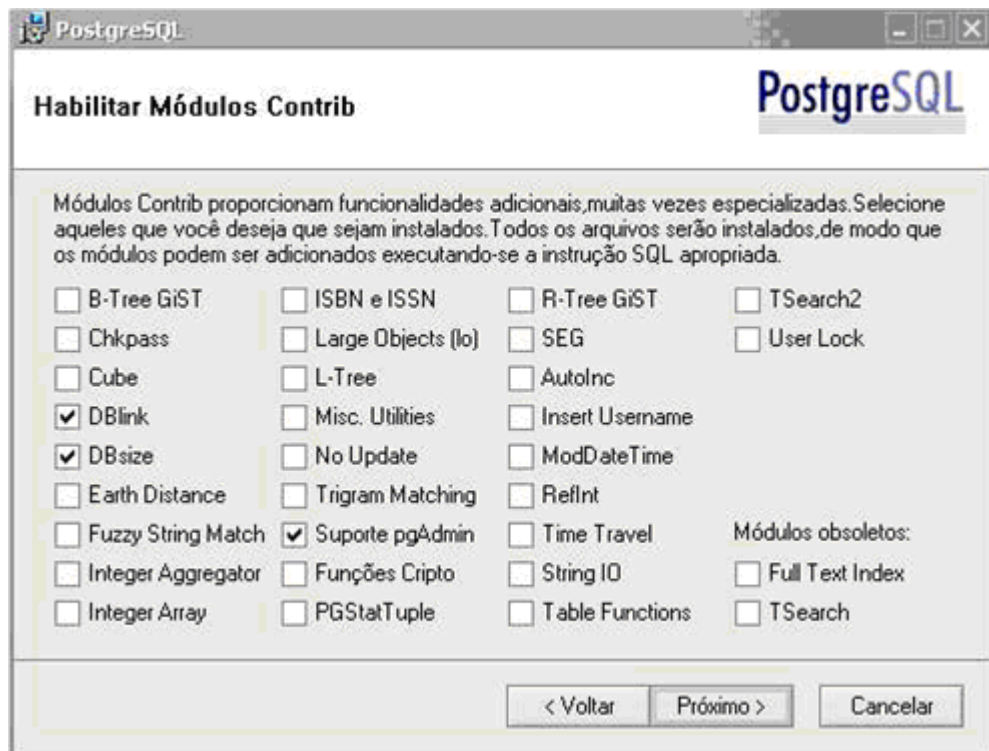 PostgreSQL
Habilitar Módulos Contrib
PostgreSQL
Módulos Contrib proporcionam funcionalidades adicionais,muitas vezes especializadas.Selecione
aqueles que você deseja que sejam instalados.Todos os arquivos serão instalados,de modo que
os módulos podem ser adicionados executando-se a instrução SQL apropriada.
B-Tree GiST
Chkpass
Cube
DBlink
DBsize
Earth Distance
Fuzzy String Match
Integer Aggregator
Integer Array
ISBN e ISSN
Large Objects (lo)
L-Tree
Misc. Utilities
No Update
Trigram Matching
Suporte pgAdmin
Funções Cripto
PGStatTuple
R-Tree GiST
SEG
AutoInc
Insert Username
ModDateTime
RefInt
Time Travel
String IO
Table Functions
TSearch2
User Lock
Módulos obsoletos:
Full Text Index
TSearch
< Voltar
Próximo >
Cancelar